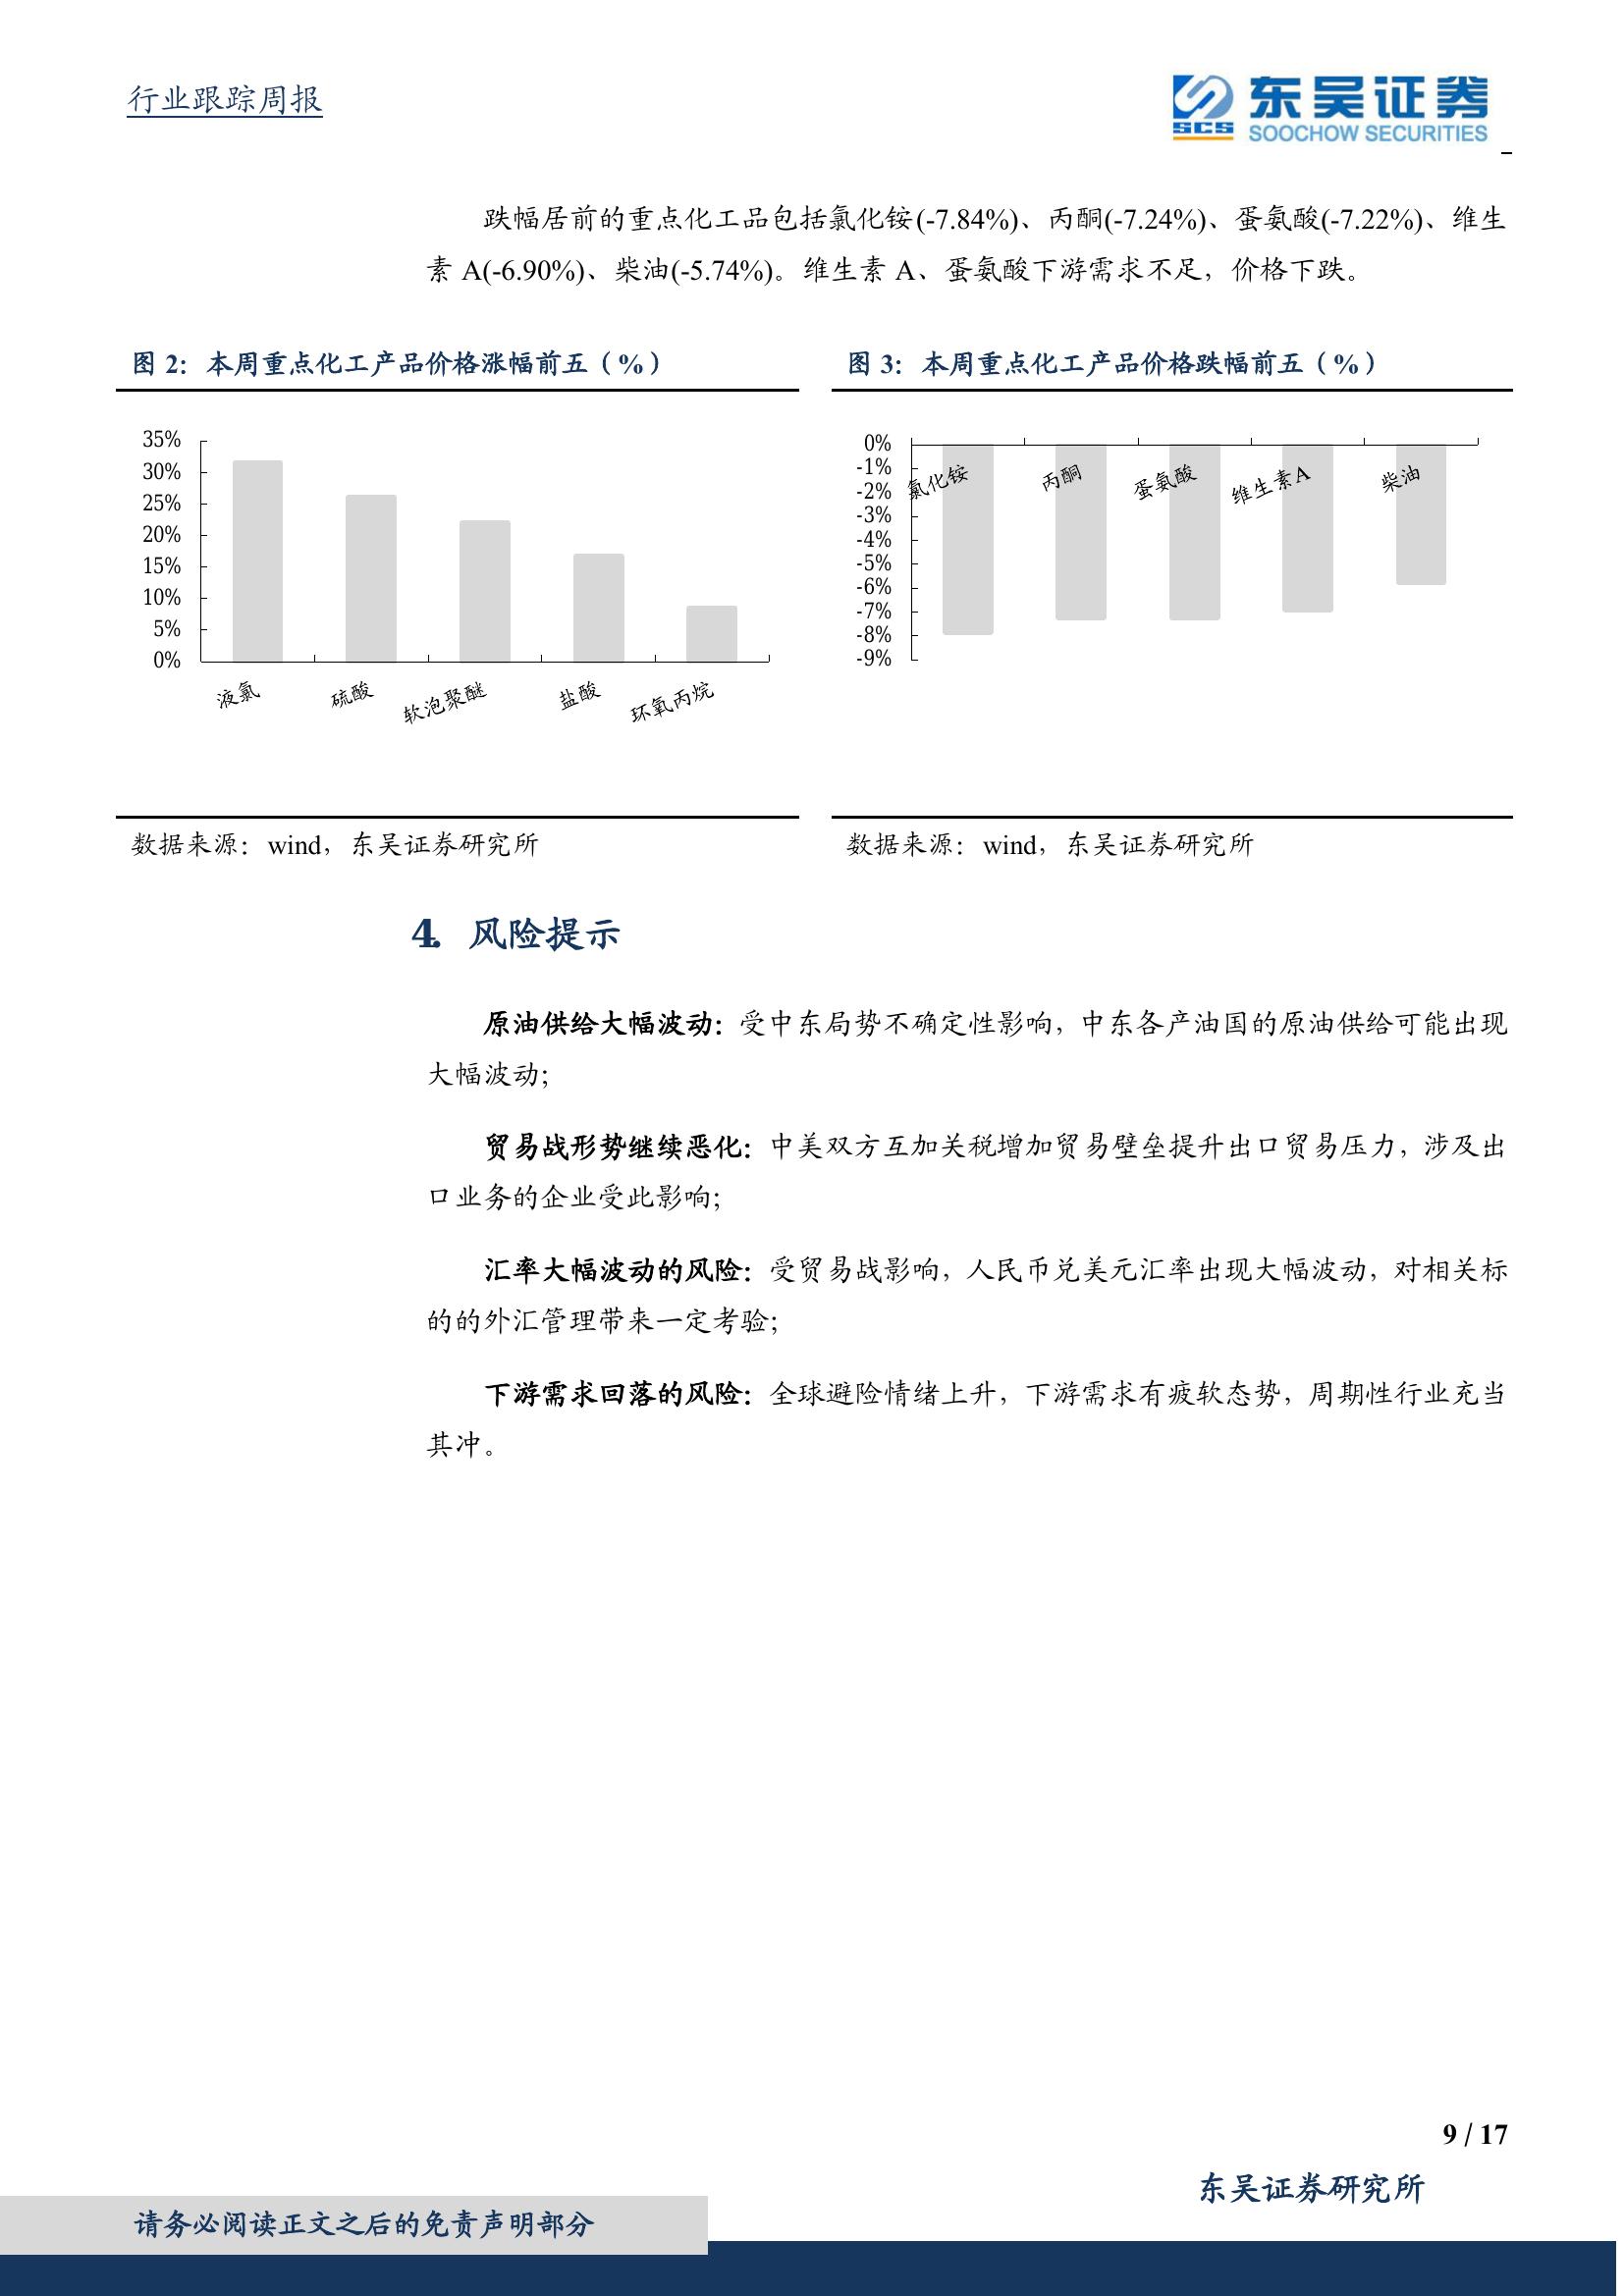 行业跟踪周报
东吴证券
SCS
SOOCHOW SECURITIES
跌幅居前的重点化工品包括氯化铵(-7.84%)、丙酮(-7.24%)、蛋氨酸(-7.22%)、维生
素 A(-6.90%)、柴油(-5.74%)。维生素 A、蛋氨酸下游需求不足，价格下跌。
图 2：本周重点化工产品价格涨幅前五（%）
35%
30%
25%
20%
15%
10%
5%
0%
液氯
硫酸
软泡聚醚
盐酸
环氧丙烷
数据来源：wind，东吴证券研究所
图 3：本周重点化工产品价格跌幅前五（%）
0%
-1%
-2%
-3%
-4%
-5%
-6%
-7%
-8%
-9%
氯化铵
丙酮
蛋氨酸
维生素A
柴油
数据来源：wind，东吴证券研究所
4. 风险提示
原油供给大幅波动：受中东局势不确定性影响，中东各产油国的原油供给可能出现
大幅波动；
贸易战形势继续恶化：中美双方互加关税增加贸易壁垒提升出口贸易压力，涉及出
口业务的企业受此影响；
汇率大幅波动的风险：受贸易战影响，人民币兑美元汇率出现大幅波动，对相关标
的的外汇管理带来一定考验；
下游需求回落的风险：全球避险情绪上升，下游需求有疲软态势，周期性行业充当
其冲。
9 / 17
东吴证券研究所
请务必阅读正文之后的免责声明部分